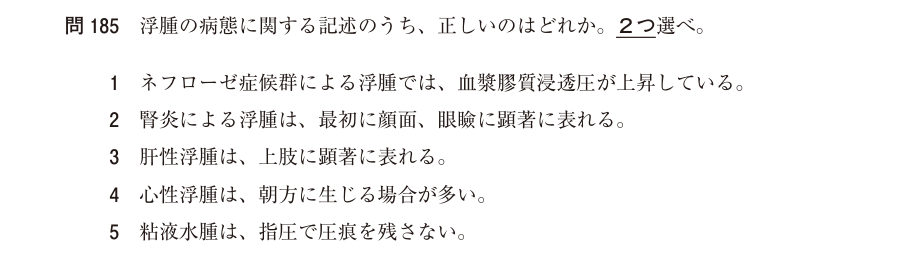 問 185 浮腫の病態に関する記述のうち、正しいのはどれか。２つ選べ。
1 ネフローゼ症候群による浮腫では、血漿膠質浸透圧が上昇している。
2 腎炎による浮腫は、最初に顔面、眼瞼に顕著に表れる。
3 肝性浮腫は、上肢に顕著に表れる。
4 心性浮腫は、朝方に生じる場合が多い。
5 粘液水腫は、指圧で圧痕を残さない。